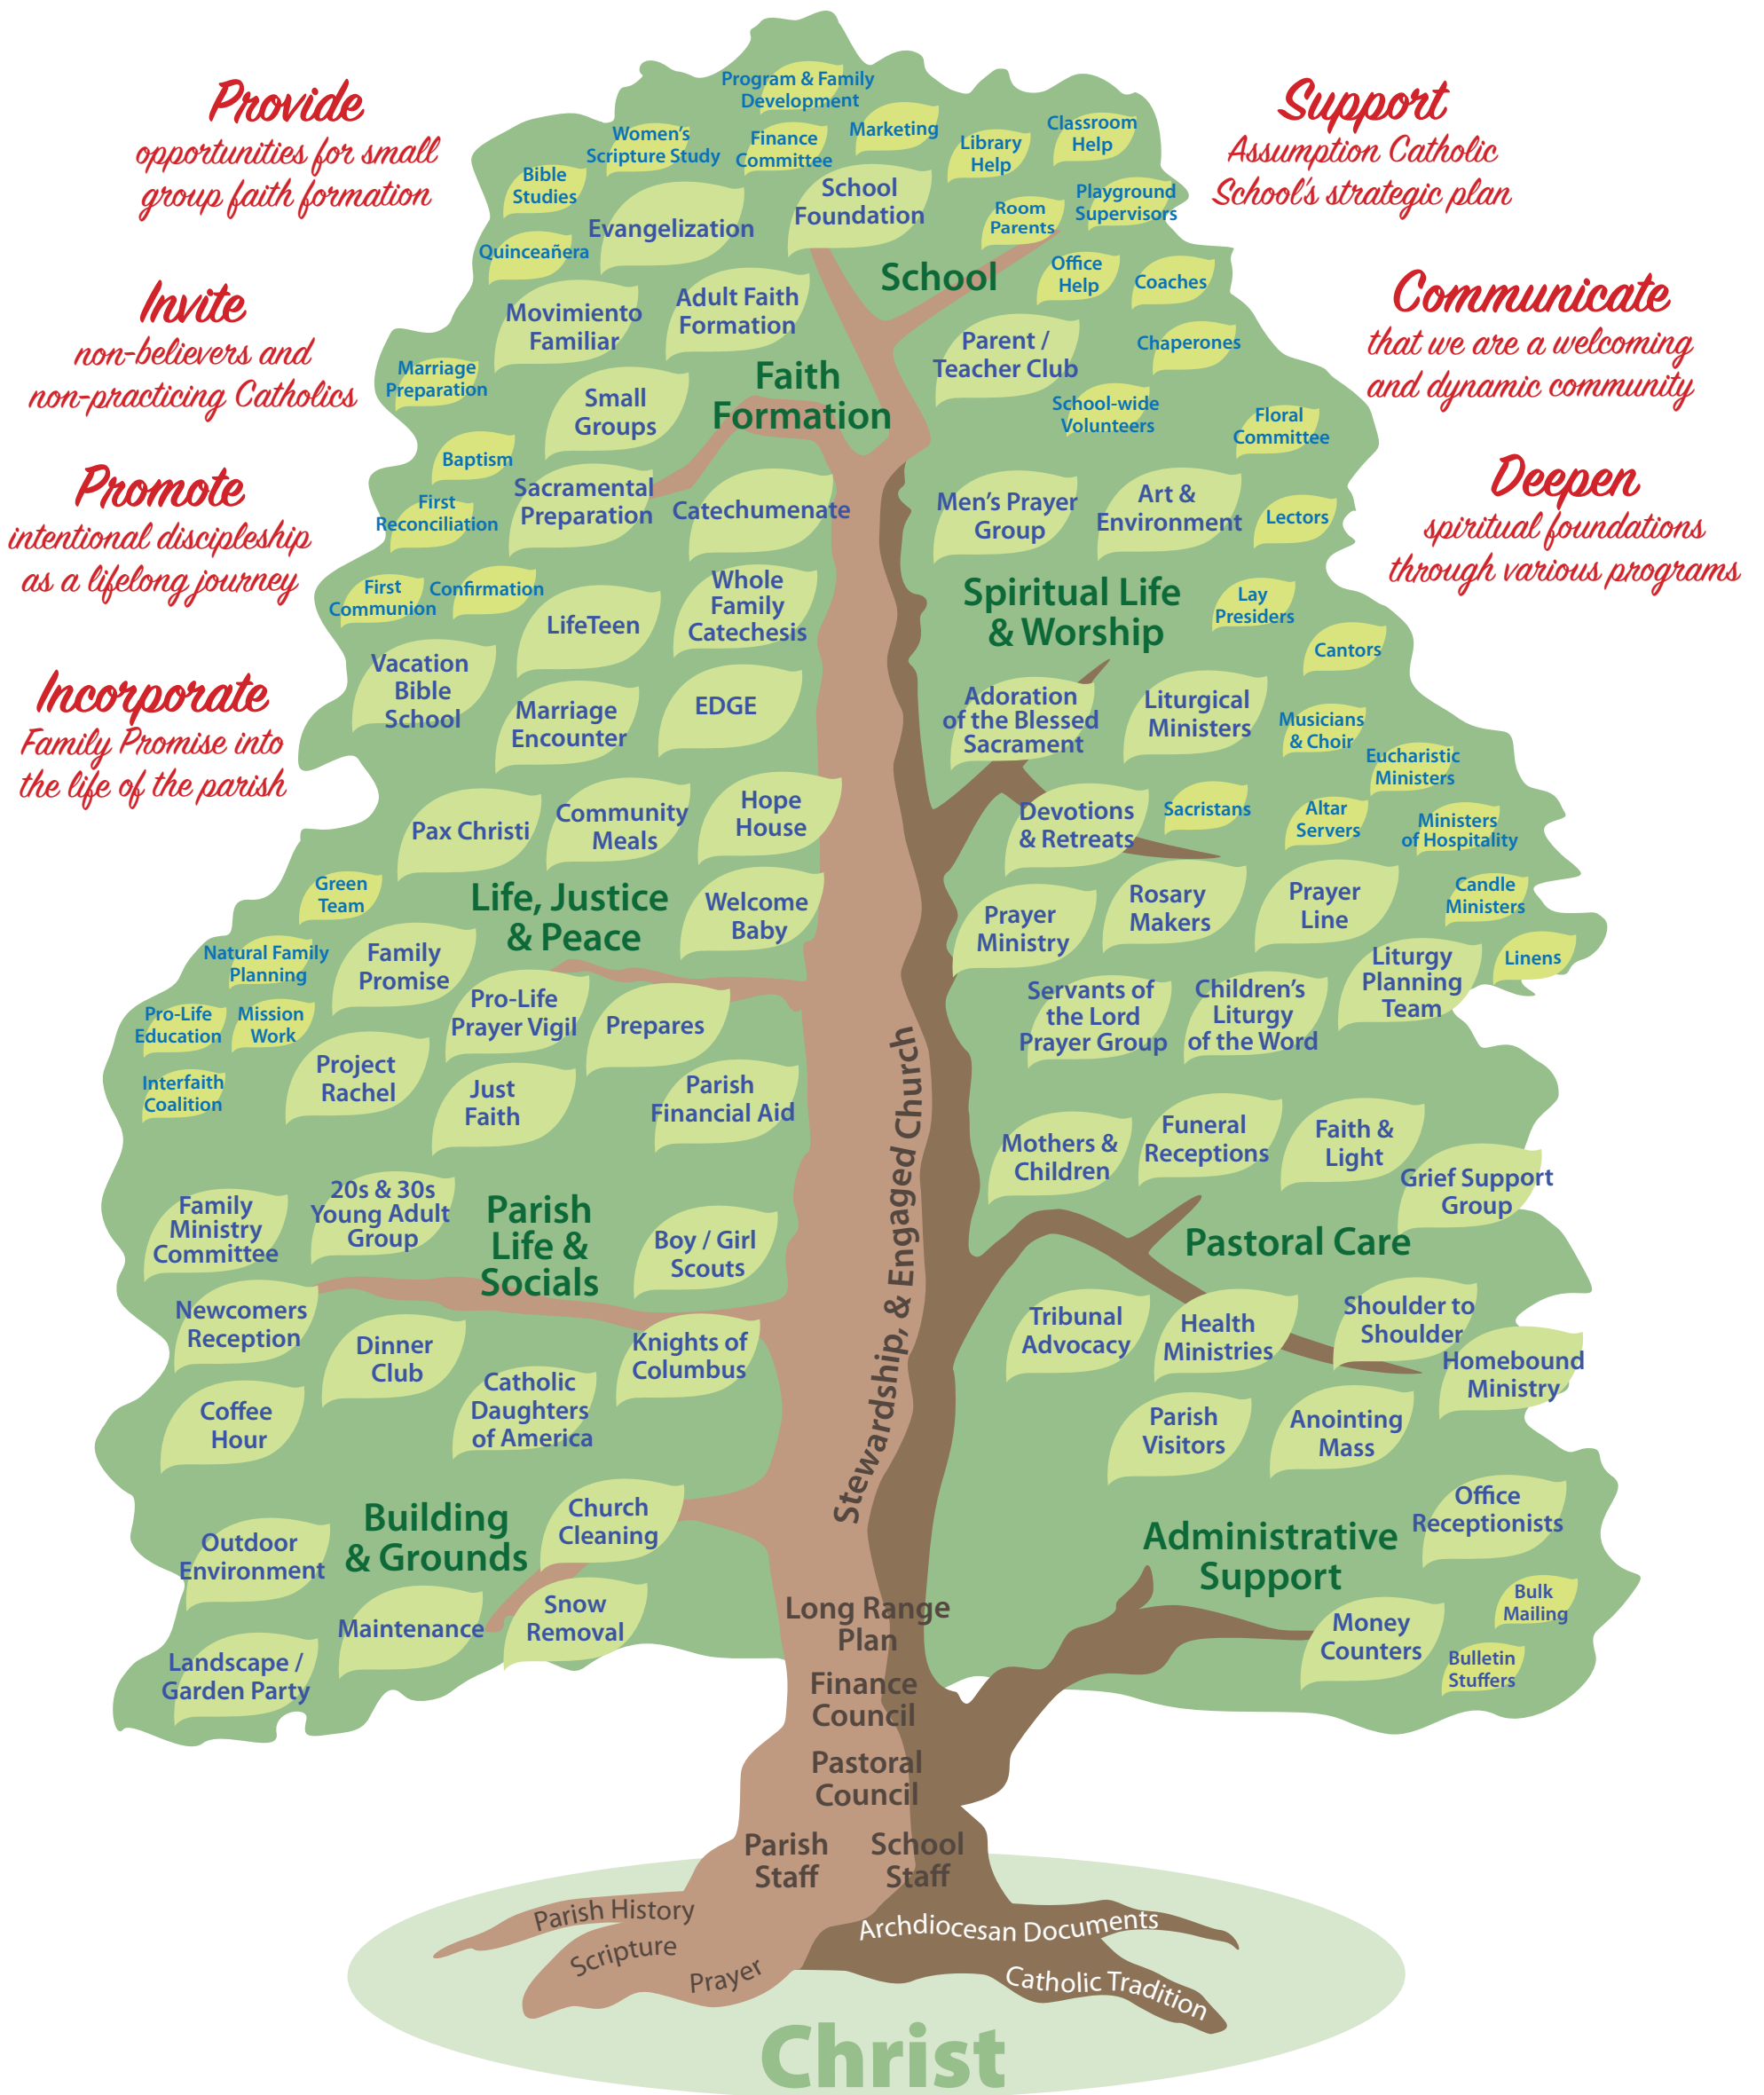 Provide
opportunities for small
group faith formation
Invite
non-believers and
non-practicing Catholics
Promote
intentional discipleship
as a lifelong journey
Incorporate
Family Promise into
the life of the parish
Support
Assumption Catholic
School's strategic plan
Communicate
that we are a welcoming
and dynamic community
Deepen
spiritual foundations
through various programs
Program & Family
Development
Women's
Scripture Study
Finance
Committee
Marketing
Library
Help
Classroom
Help
Bible
Studies
Evangelization
School
Foundation
Room
Parents
Playground
Supervisors
Quinceañera
School
Office
Help
Coaches
Movimiento
Familiar
Adult Faith
Formation
Parent /
Teacher Club
Chaperones
Marriage
Preparation
Small
Groups
Faith
Formation
School-wide
Volunteers
Floral
Committee
Baptism
First
Reconciliation
Sacramental
Preparation
Catechumenate
Men's Prayer
Group
Art &
Environment
Lectors
First
Communion
Confirmation
LifeTeen
Whole
Family
Catechesis
Spiritual Life
& Worship
Lay
Presiders
Cantors
Vacation
Bible
School
Marriage
Encounter
EDGE
Adoration
of the Blessed
Sacrament
Liturgical
Ministers
Musicians
& Choir
Eucharistic
Ministers
Pax Christi
Community
Meals
Hope
House
Devotions
& Retreats
Sacristans
Altar
Servers
Ministers
of Hospitality
Green
Team
Life, Justice
& Peace
Welcome
Baby
Prayer
Ministry
Rosary
Makers
Prayer
Line
Candle
Ministers
Natural Family
Planning
Family
Promise
Pro-Life
Prayer Vigil
Prepares
Servants of
the Lord
Prayer Group
Children's
Liturgy
of the Word
Liturgy
Planning
Team
Linens
Pro-Life
Education
Mission
Work
Interfaith
Coalition
Project
Rachel
Just
Faith
Parish
Financial Aid
Mothers &
Children
Funeral
Receptions
Faith &
Light
Grief Support
Group
Family
Ministry
Committee
20s & 30s
Young Adult
Group
Parish
Life &
Socials
Boy / Girl
Scouts
Pastoral Care
Newcomers
Reception
Dinner
Club
Knights of
Columbus
Tribunal
Advocacy
Health
Ministries
Shoulder to
Shoulder
Homebound
Ministry
Coffee
Hour
Catholic
Daughters
of America
Parish
Visitors
Anointing
Mass
Stewardship, & Engaged Church
Outdoor
Environment
Building
& Grounds
Church
Cleaning
Administrative
Support
Office
Receptionists
Maintenance
Snow
Removal
Landscape /
Garden Party
Money
Counters
Bulk
Mailing
Bulletin
Stuffers
Long Range
Plan
Finance
Council
Pastoral
Council
Parish
Staff
School
Staff
Parish History
Scripture
Prayer
Archdiocesan Documents
Catholic Tradition
Christ